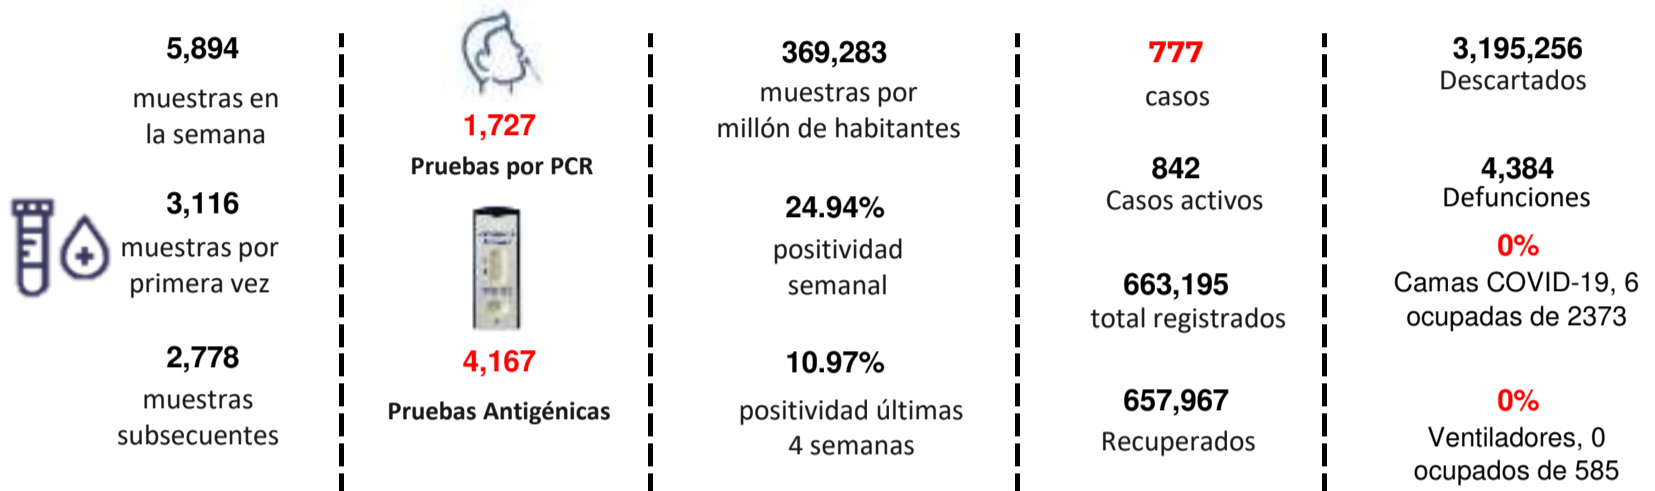 5,894
muestras en
la semana
3,116
muestras por
primera vez
2,778
muestras
subsecuentes
1,727
Pruebas por PCR
4,167
Pruebas Antigénicas
369,283
muestras por
millón de habitantes
24.94%
positividad
semanal
10.97%
positividad últimas
4 semanas
777
casos
842
Casos activos
663,195
total registrados
657,967
Recuperados
3,195,256
Descartados
4,384
Defunciones
0%
Camas COVID-19, 6
ocupadas de 2373
0%
Ventiladores, 0
ocupados de 585